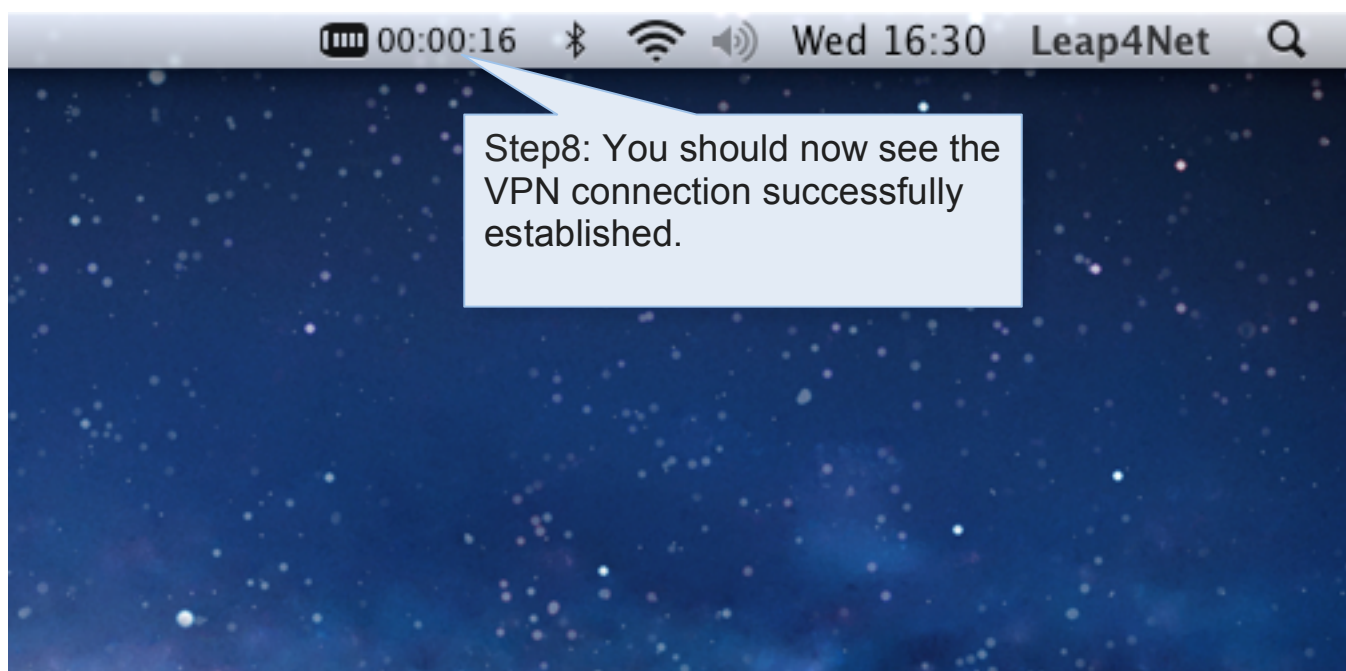 00:00:16 Wed 16:30 Leap4Net
Step8: You should now see the
VPN connection successfully
established.